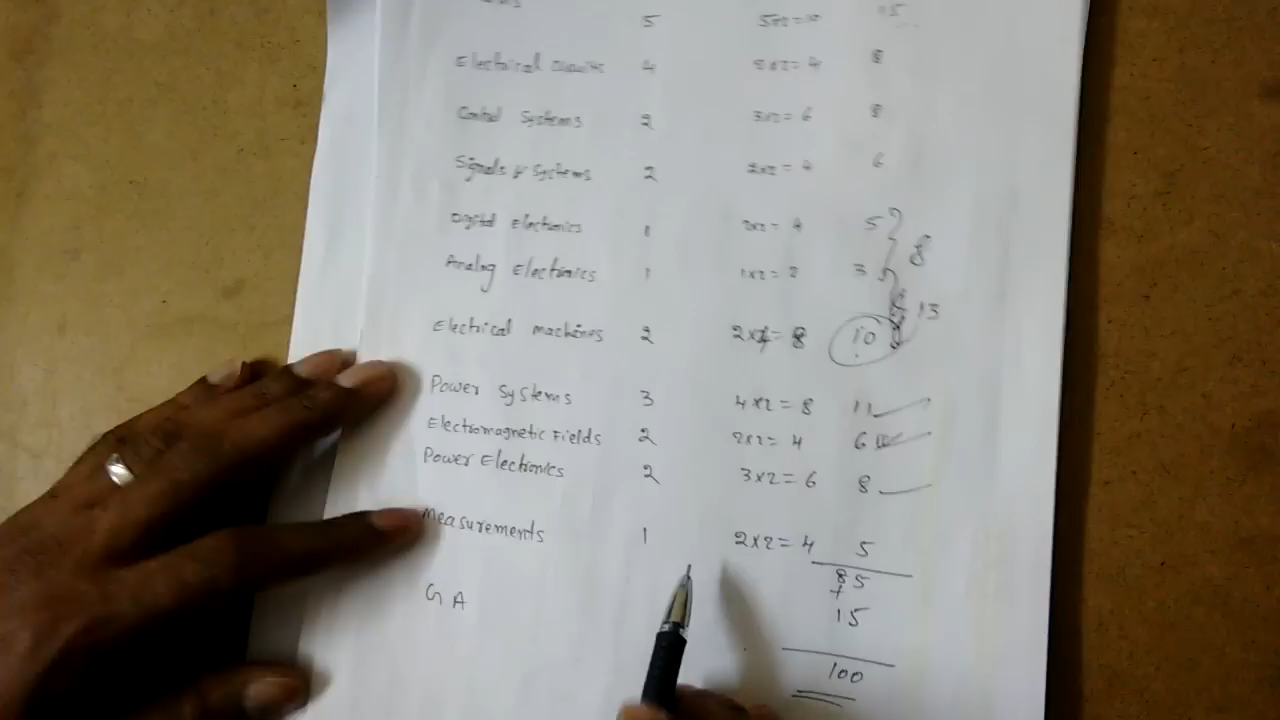 5 5x2=10 15
Electrical circuits 4 2x2=4 8
Control Systems 2 3x2=6 8
Signals & Systems 2 2x2=4 6
Digital Electronics 1 2x2=4 5
8
Analog Electronics 1 1x2=2 3
13
Electrical machines 2 =8 10
Power Systems 3 4x2=8 11
Electromagnetic Fields 2 2x2=4 6
Power Electronics 2 3x2=6 8
Measurements 1 2x2=4 5
85
+
GA 15
100